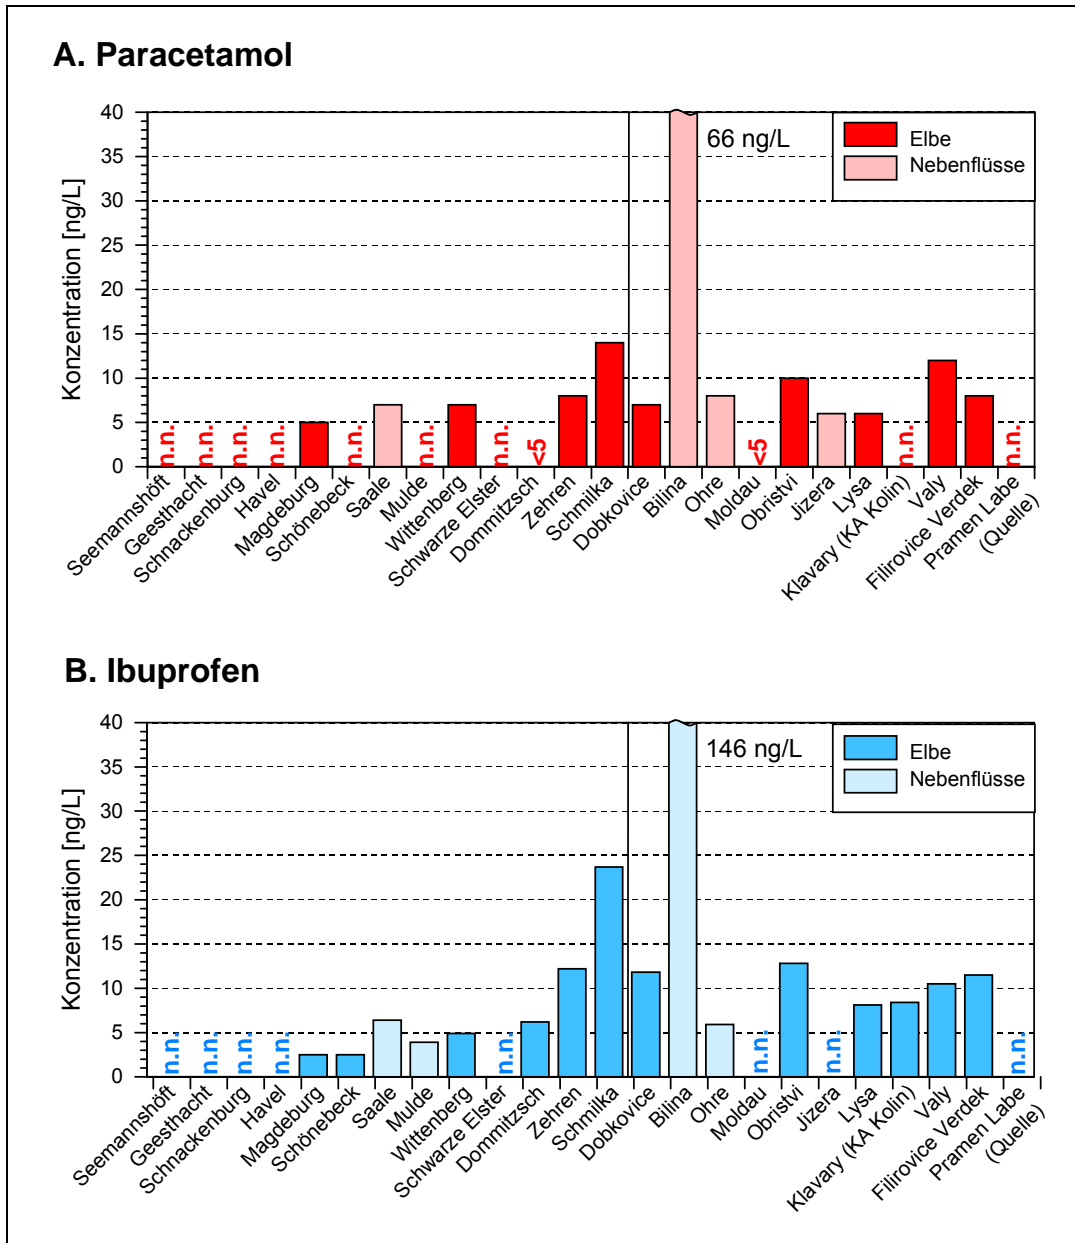 A. Paracetamol
40
35
30
25
20
15
10
5
0
Konzentration [ng/L]
66 ng/L
Elbe
Nebenflüsse
n.n.
n.n.
n.n.
n.n.
n.n.
n.n.
n.n.
<5
<5
n.n.
n.n.
Seemannshöft
Geesthacht
Schnackenburg
Havel
Magdeburg
Schönebeck
Saale
Mulde
Wittenberg
Schwarze Elster
Dommitzsch
Zehren
Schmilka
Dobkovice
Bilina
Ohre
Moldau
Obristvi
Jizera
Lysa
Klavary (KA Kolin)
Valy
Filirovice Verdek
Pramen Labe
(Quelle)
B. Ibuprofen
40
35
30
25
20
15
10
5
0
Konzentration [ng/L]
146 ng/L
Elbe
Nebenflüsse
n.n.
n.n.
n.n.
n.n.
n.n.
n.n.
n.n.
n.n.
Seemannshöft
Geesthacht
Schnackenburg
Havel
Magdeburg
Schönebeck
Saale
Mulde
Wittenberg
Schwarze Elster
Dommitzsch
Zehren
Schmilka
Dobkovice
Bilina
Ohre
Moldau
Obristvi
Jizera
Lysa
Klavary (KA Kolin)
Valy
Filirovice Verdek
Pramen Labe
(Quelle)